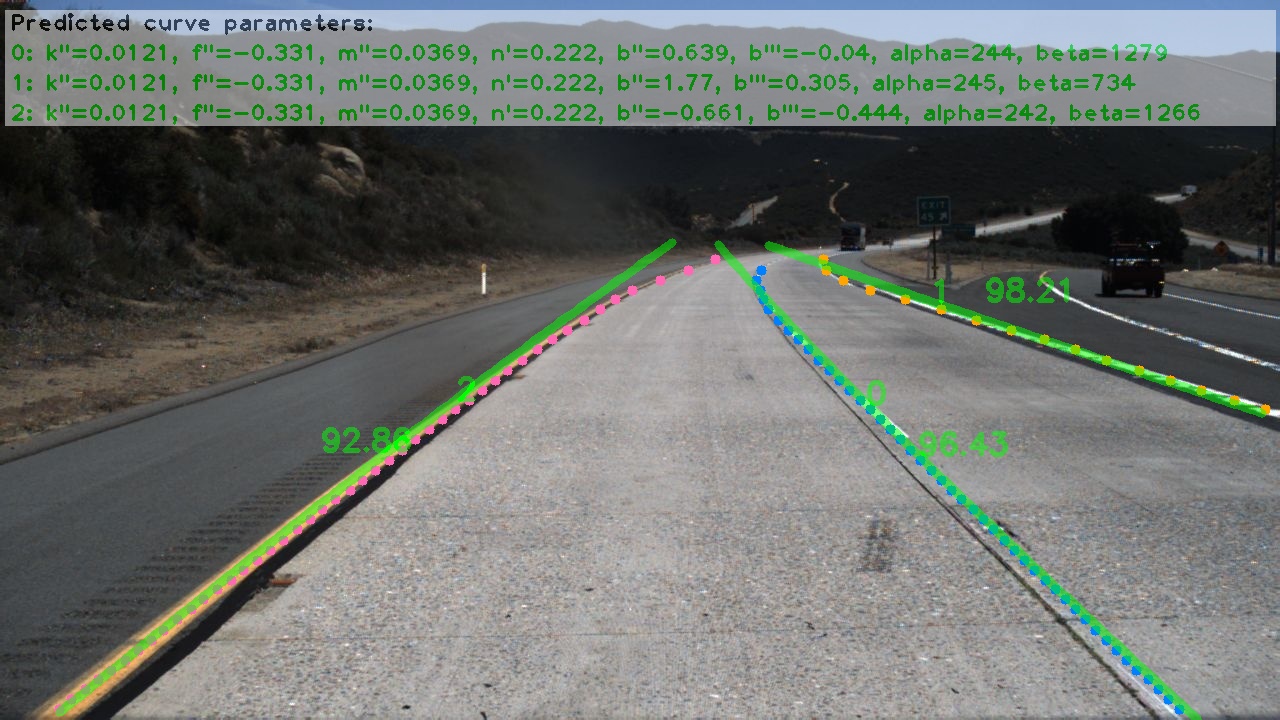 Predicted curve parameters:
0: k''=0.0121, f''=-0.331, m''=0.0369, n'=0.222, b''=0.639, b'''=-0.04, alpha=244, beta=1279
1: k''=0.0121, f''=-0.331, m''=0.0369, n'=0.222, b''=1.77, b'''=0.305, alpha=245, beta=734
2: k''=0.0121, f''=-0.331, m''=0.0369, n'=0.222, b''=-0.661, b'''=-0.444, alpha=242, beta=1266
EXIT
45
1 98.21
2
0
92.86
96.43